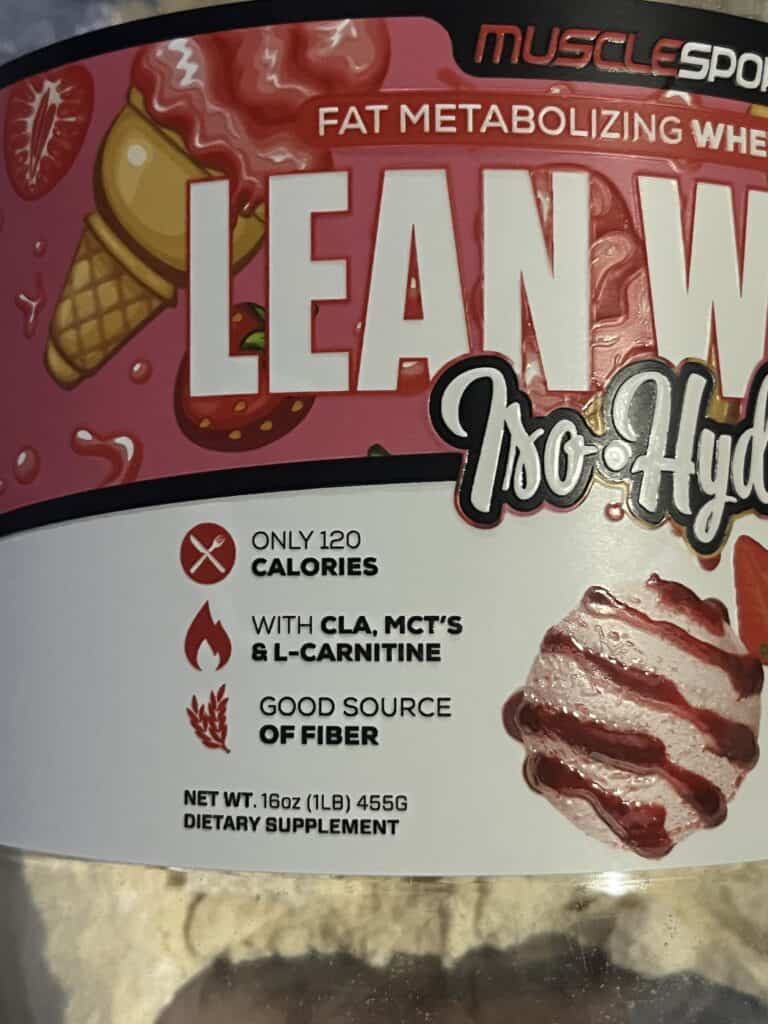 MUSCLESPO
FAT METABOLIZING WHE
LEAN W
Iso·Hyd
ONLY 120
CALORIES
WITH CLA, MCT'S
& L-CARNITINE
GOOD SOURCE
OF FIBER
NET WT. 16oz (1LB) 455G
DIETARY SUPPLEMENT